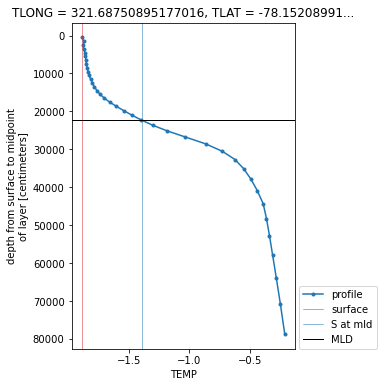 TLONG = 321.68750895177016, TLAT = -78.15208991...
0
10000
20000
30000
40000
50000
60000
70000
80000
depth from surface to midpoint
of layer [centimeters]
−1.5
−1.0
−0.5
TEMP
profile
surface
S at mld
MLD